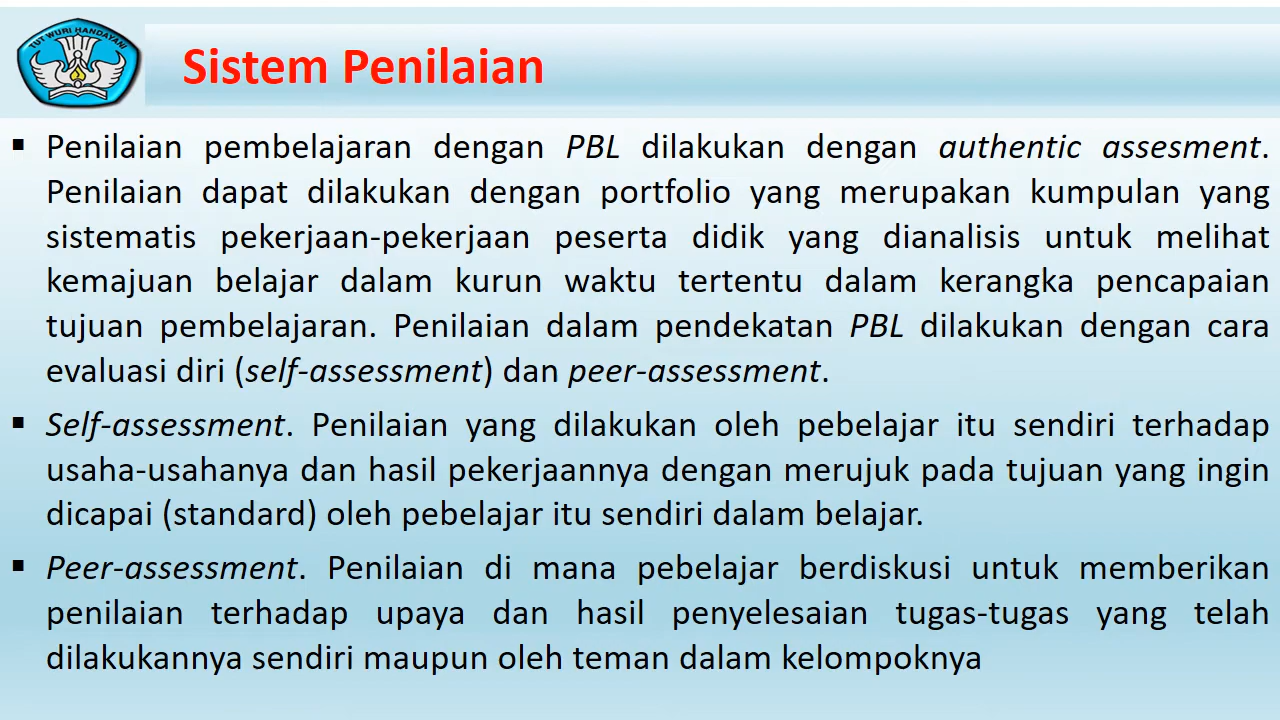 TUT WURI HANDAYANI
Sistem Penilaian
▪ Penilaian pembelajaran dengan PBL dilakukan dengan authentic assesment.
Penilaian dapat dilakukan dengan portfolio yang merupakan kumpulan yang
sistematis pekerjaan-pekerjaan peserta didik yang dianalisis untuk melihat
kemajuan belajar dalam kurun waktu tertentu dalam kerangka pencapaian
tujuan pembelajaran. Penilaian dalam pendekatan PBL dilakukan dengan cara
evaluasi diri (self-assessment) dan peer-assessment.
▪ Self-assessment. Penilaian yang dilakukan oleh pebelajar itu sendiri terhadap
usaha-usahanya dan hasil pekerjaannya dengan merujuk pada tujuan yang ingin
dicapai (standard) oleh pebelajar itu sendiri dalam belajar.
▪ Peer-assessment. Penilaian di mana pebelajar berdiskusi untuk memberikan
penilaian terhadap upaya dan hasil penyelesaian tugas-tugas yang telah
dilakukannya sendiri maupun oleh teman dalam kelompoknya